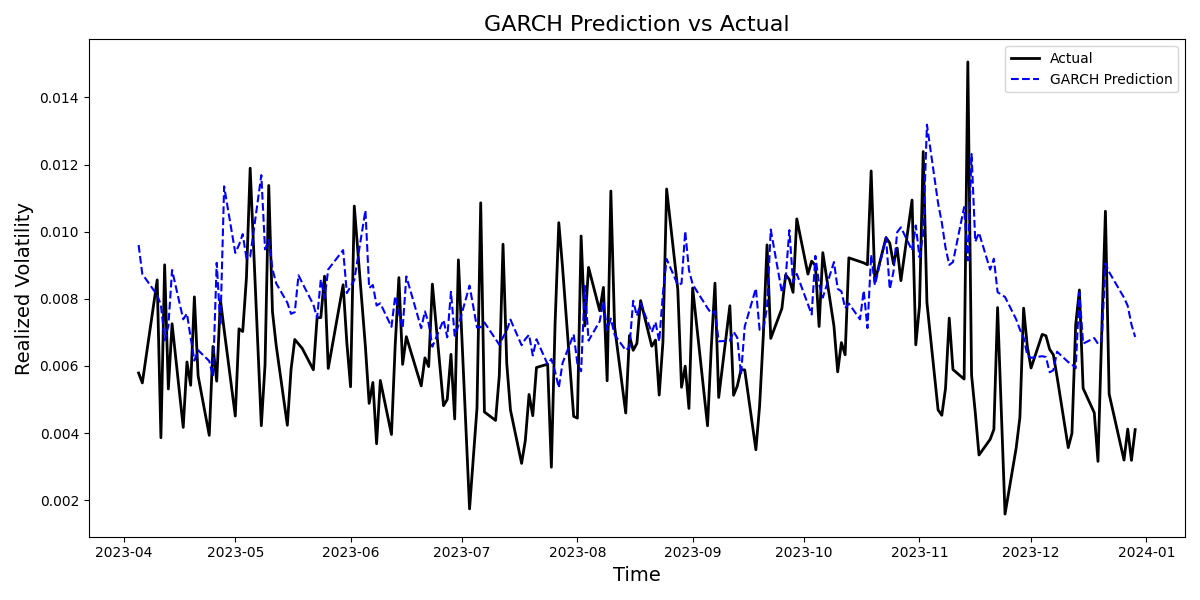 GARCH Prediction vs Actual
Actual
GARCH Prediction
Realized Volatility
0.014
0.012
0.010
0.008
0.006
0.004
0.002
2023-04 2023-05 2023-06 2023-07 2023-08 2023-09 2023-10 2023-11 2023-12 2024-01
Time